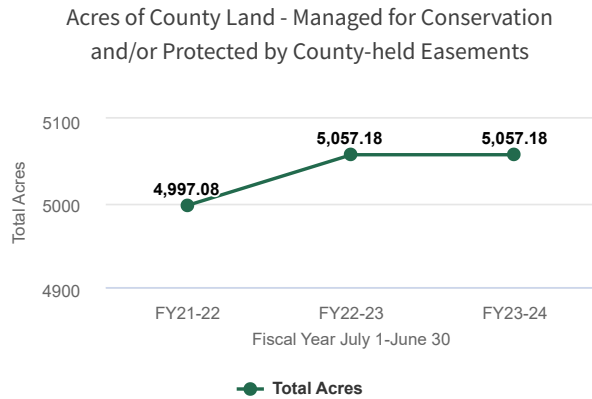 Acres of County Land - Managed for Conservation
and/or Protected by County-held Easements
5100
5,057.18
5,057.18
4,997.08
5000
Total Acres
4900
FY21-22
FY22-23
FY23-24
Fiscal Year July 1-June 30
Total Acres